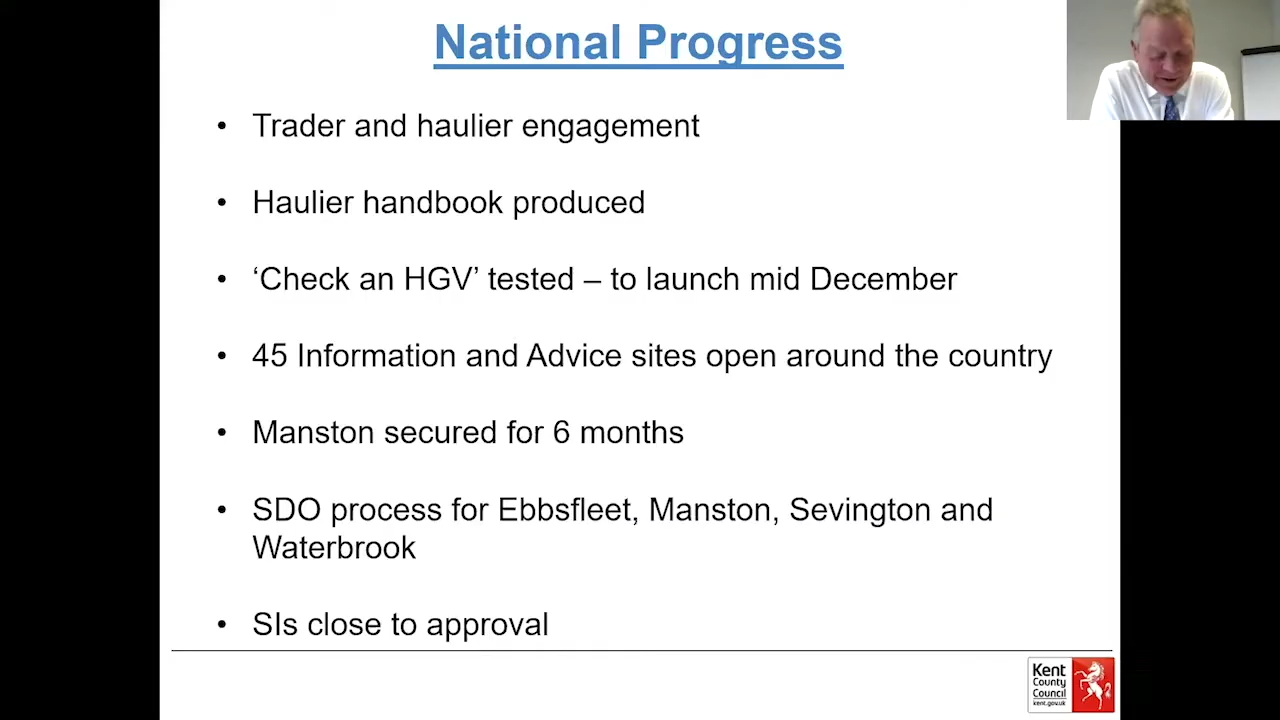 National Progress
• Trader and haulier engagement
• Haulier handbook produced
• ‘Check an HGV’ tested – to launch mid December
• 45 Information and Advice sites open around the country
• Manston secured for 6 months
• SDO process for Ebbsfleet, Manston, Sevington and
Waterbrook
• SIs close to approval
Kent
County
Council
kent.gov.uk